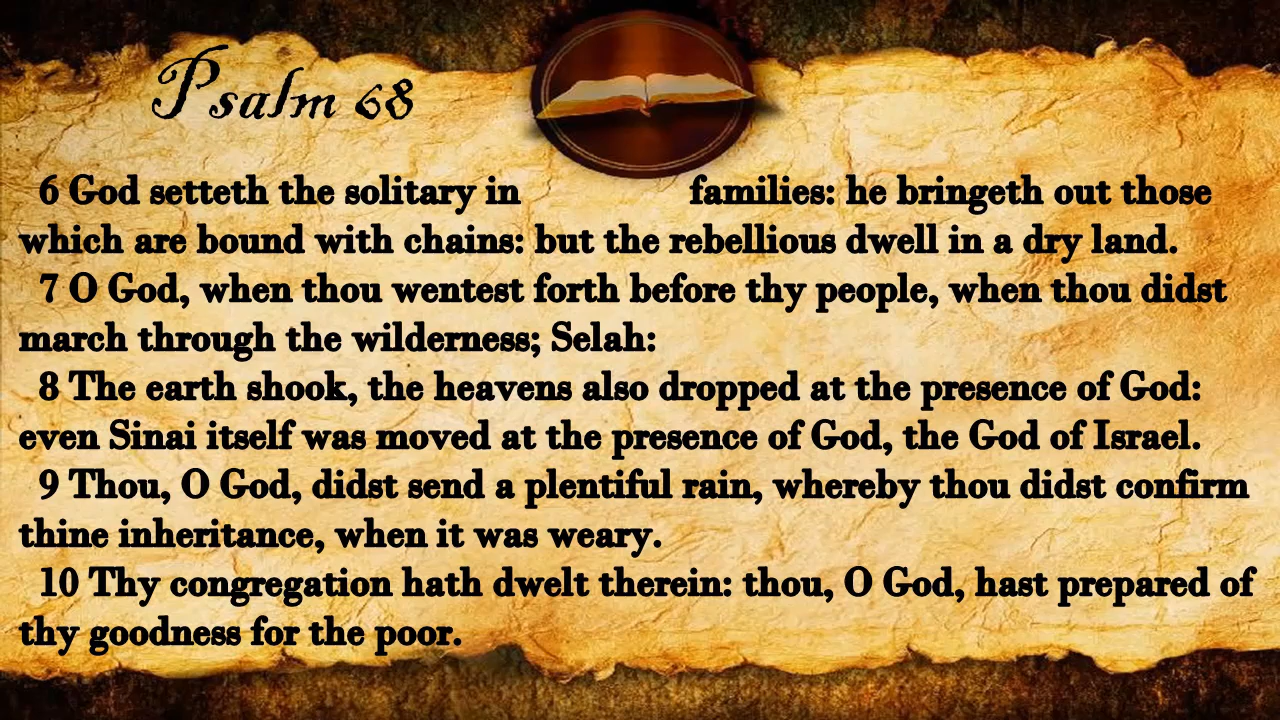 Psalm 68
6 God setteth the solitary in families: he bringeth out those
which are bound with chains: but the rebellious dwell in a dry land.
7 O God, when thou wentest forth before thy people, when thou didst
march through the wilderness; Selah:
8 The earth shook, the heavens also dropped at the presence of God:
even Sinai itself was moved at the presence of God, the God of Israel.
9 Thou, O God, didst send a plentiful rain, whereby thou didst confirm
thine inheritance, when it was weary.
10 Thy congregation hath dwelt therein: thou, O God, hast prepared of
thy goodness for the poor.